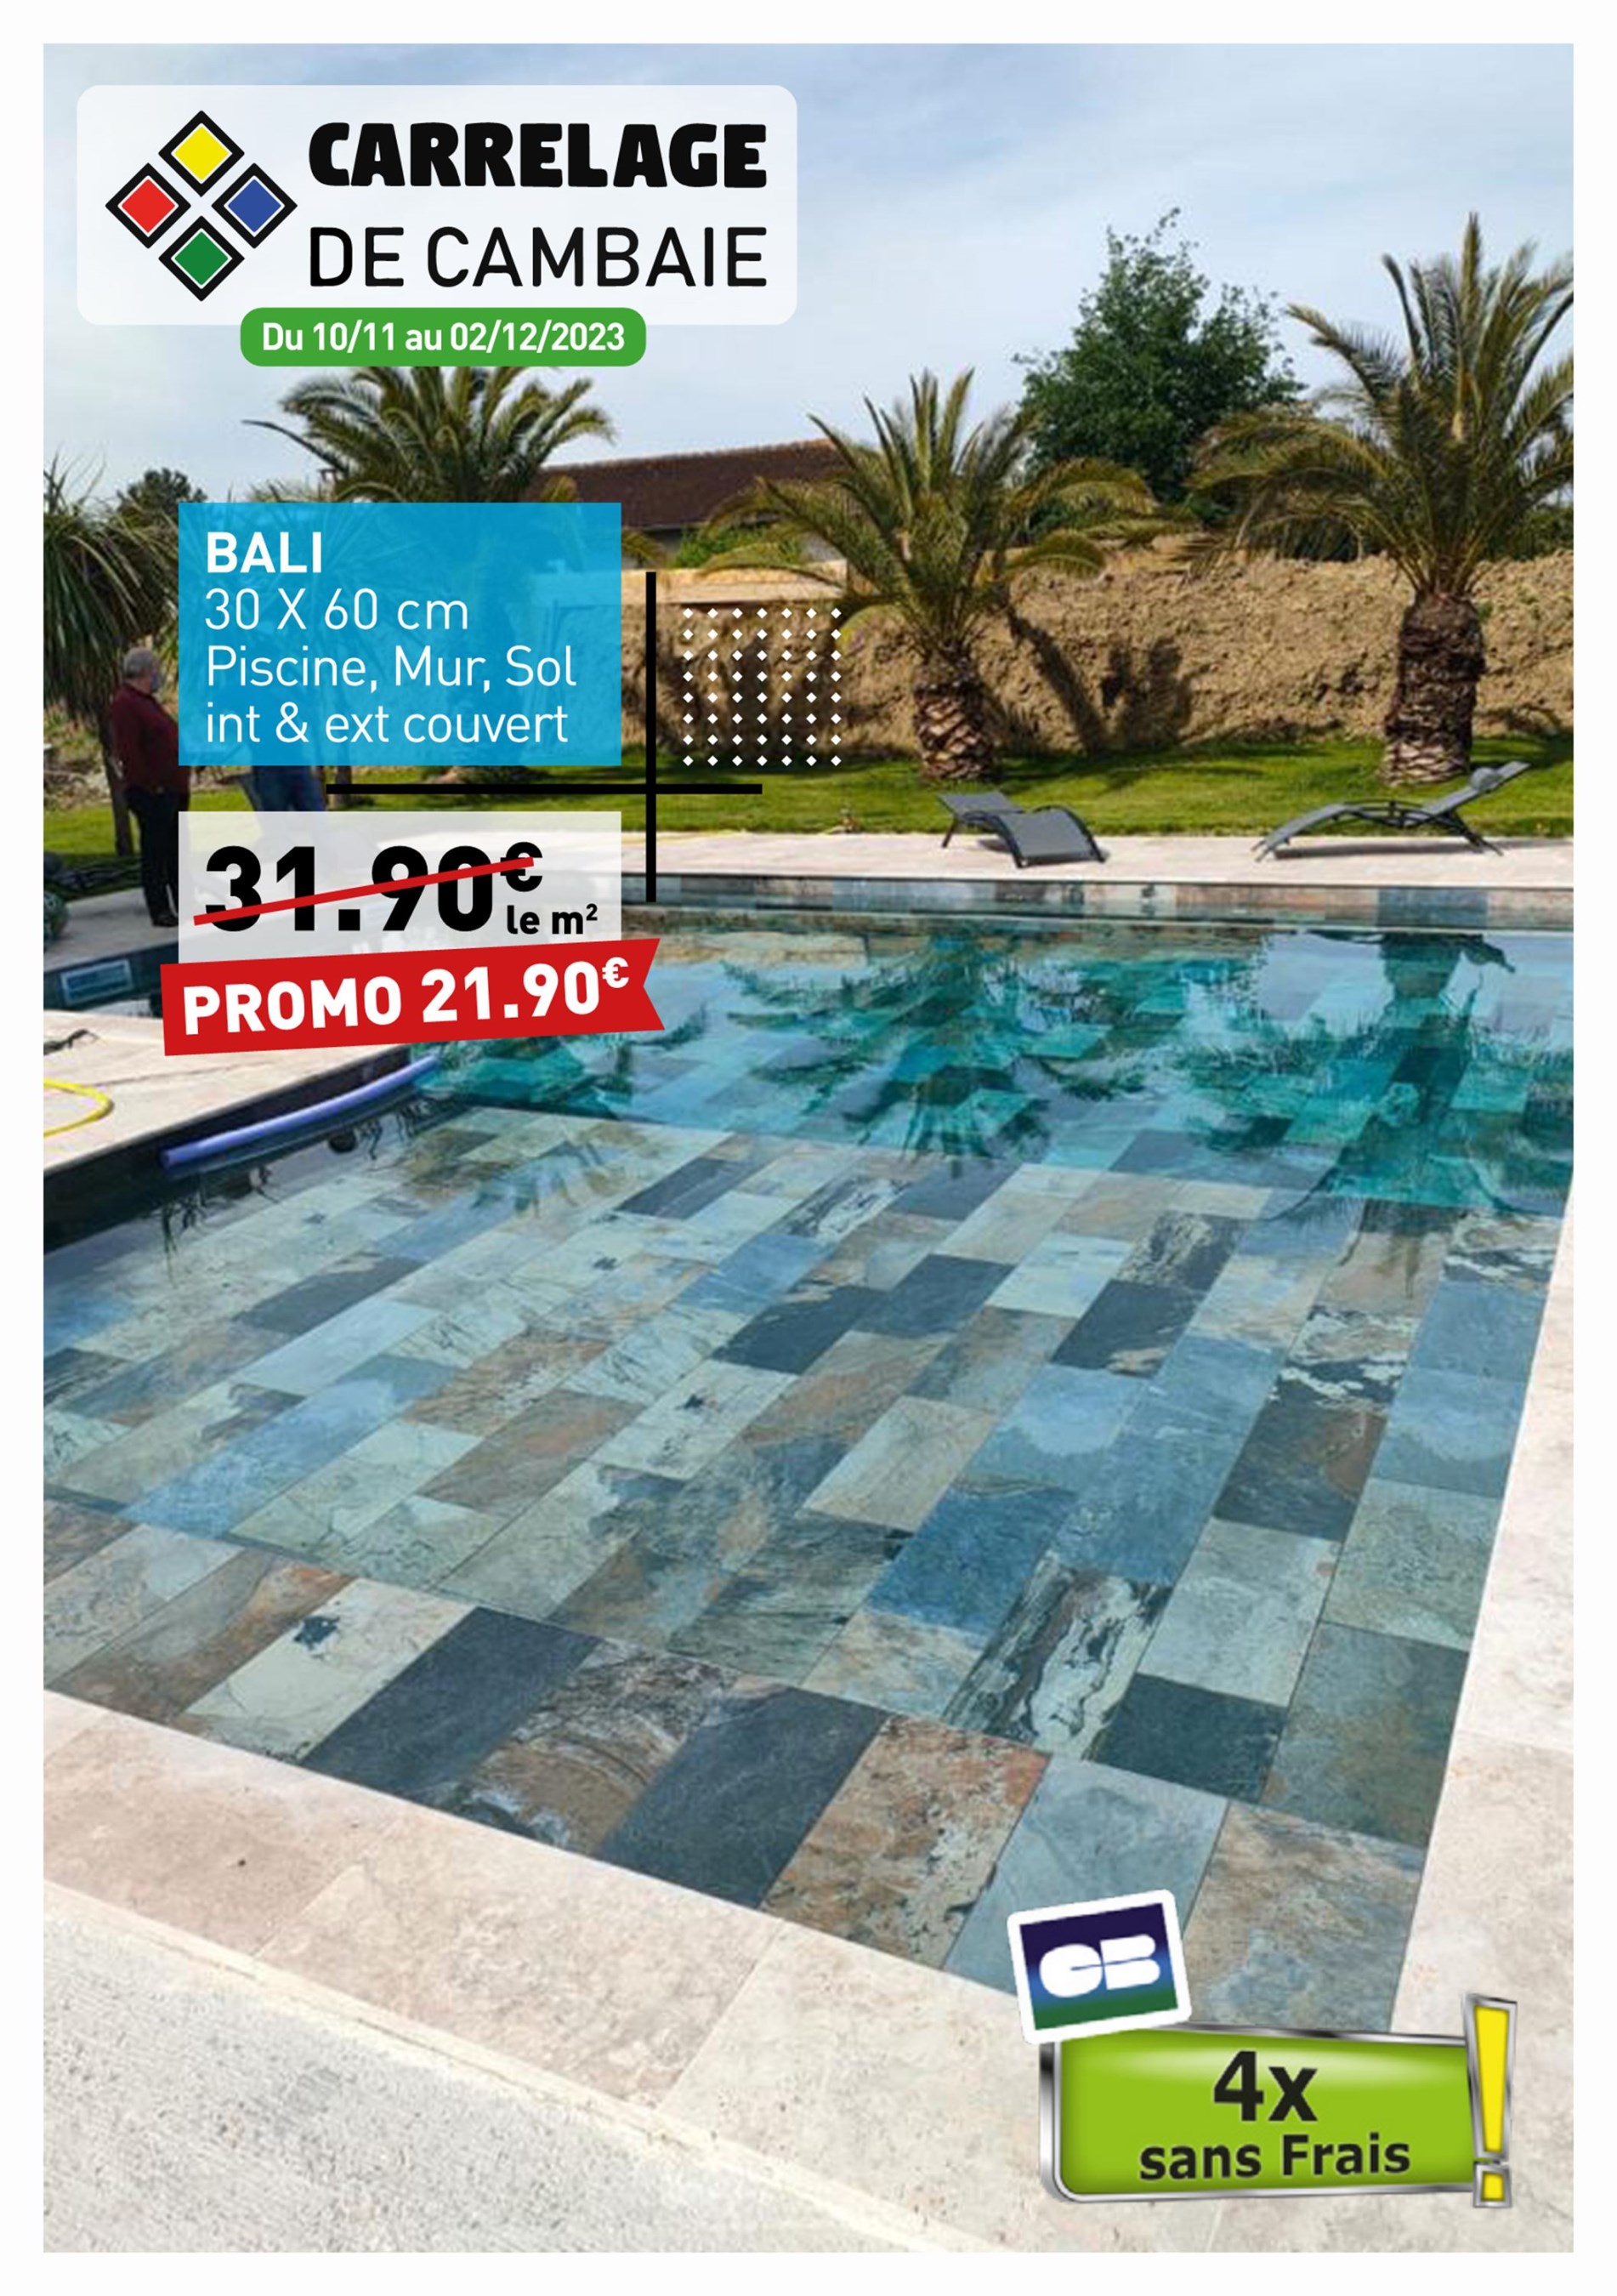 CARRELAGE
DE CAMBAIE
Du 10/11 au 02/12/2023
BALI
30 X 60 cm
Piscine, Mur, Sol
int & ext couvert
31.90€
le m²
PROMO 21.90€
CB
4x
sans Frais
!